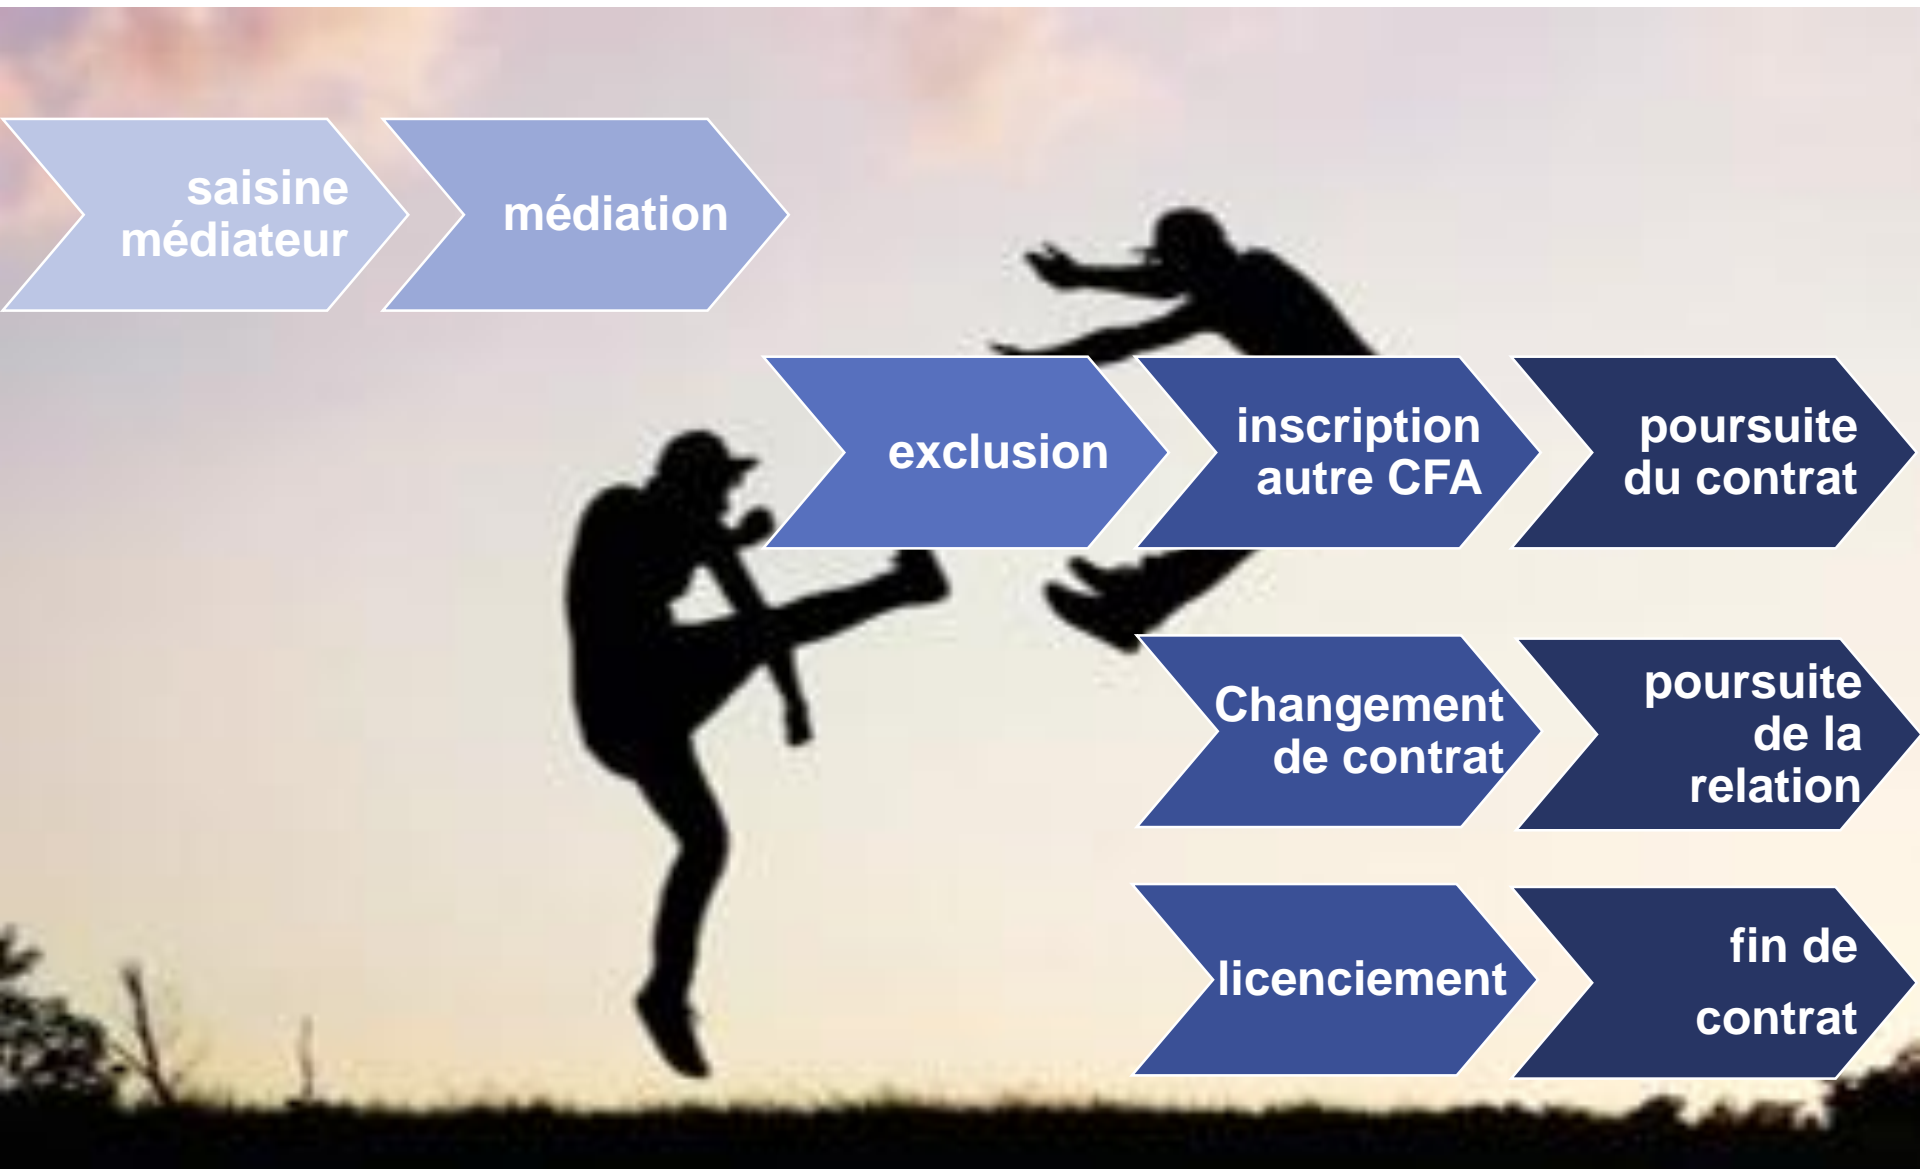 saisine
médiateur
médiation
exclusion
inscription
autre CFA
poursuite
du contrat
Changement
de contrat
poursuite
de la
relation
licenciement
fin de
contrat